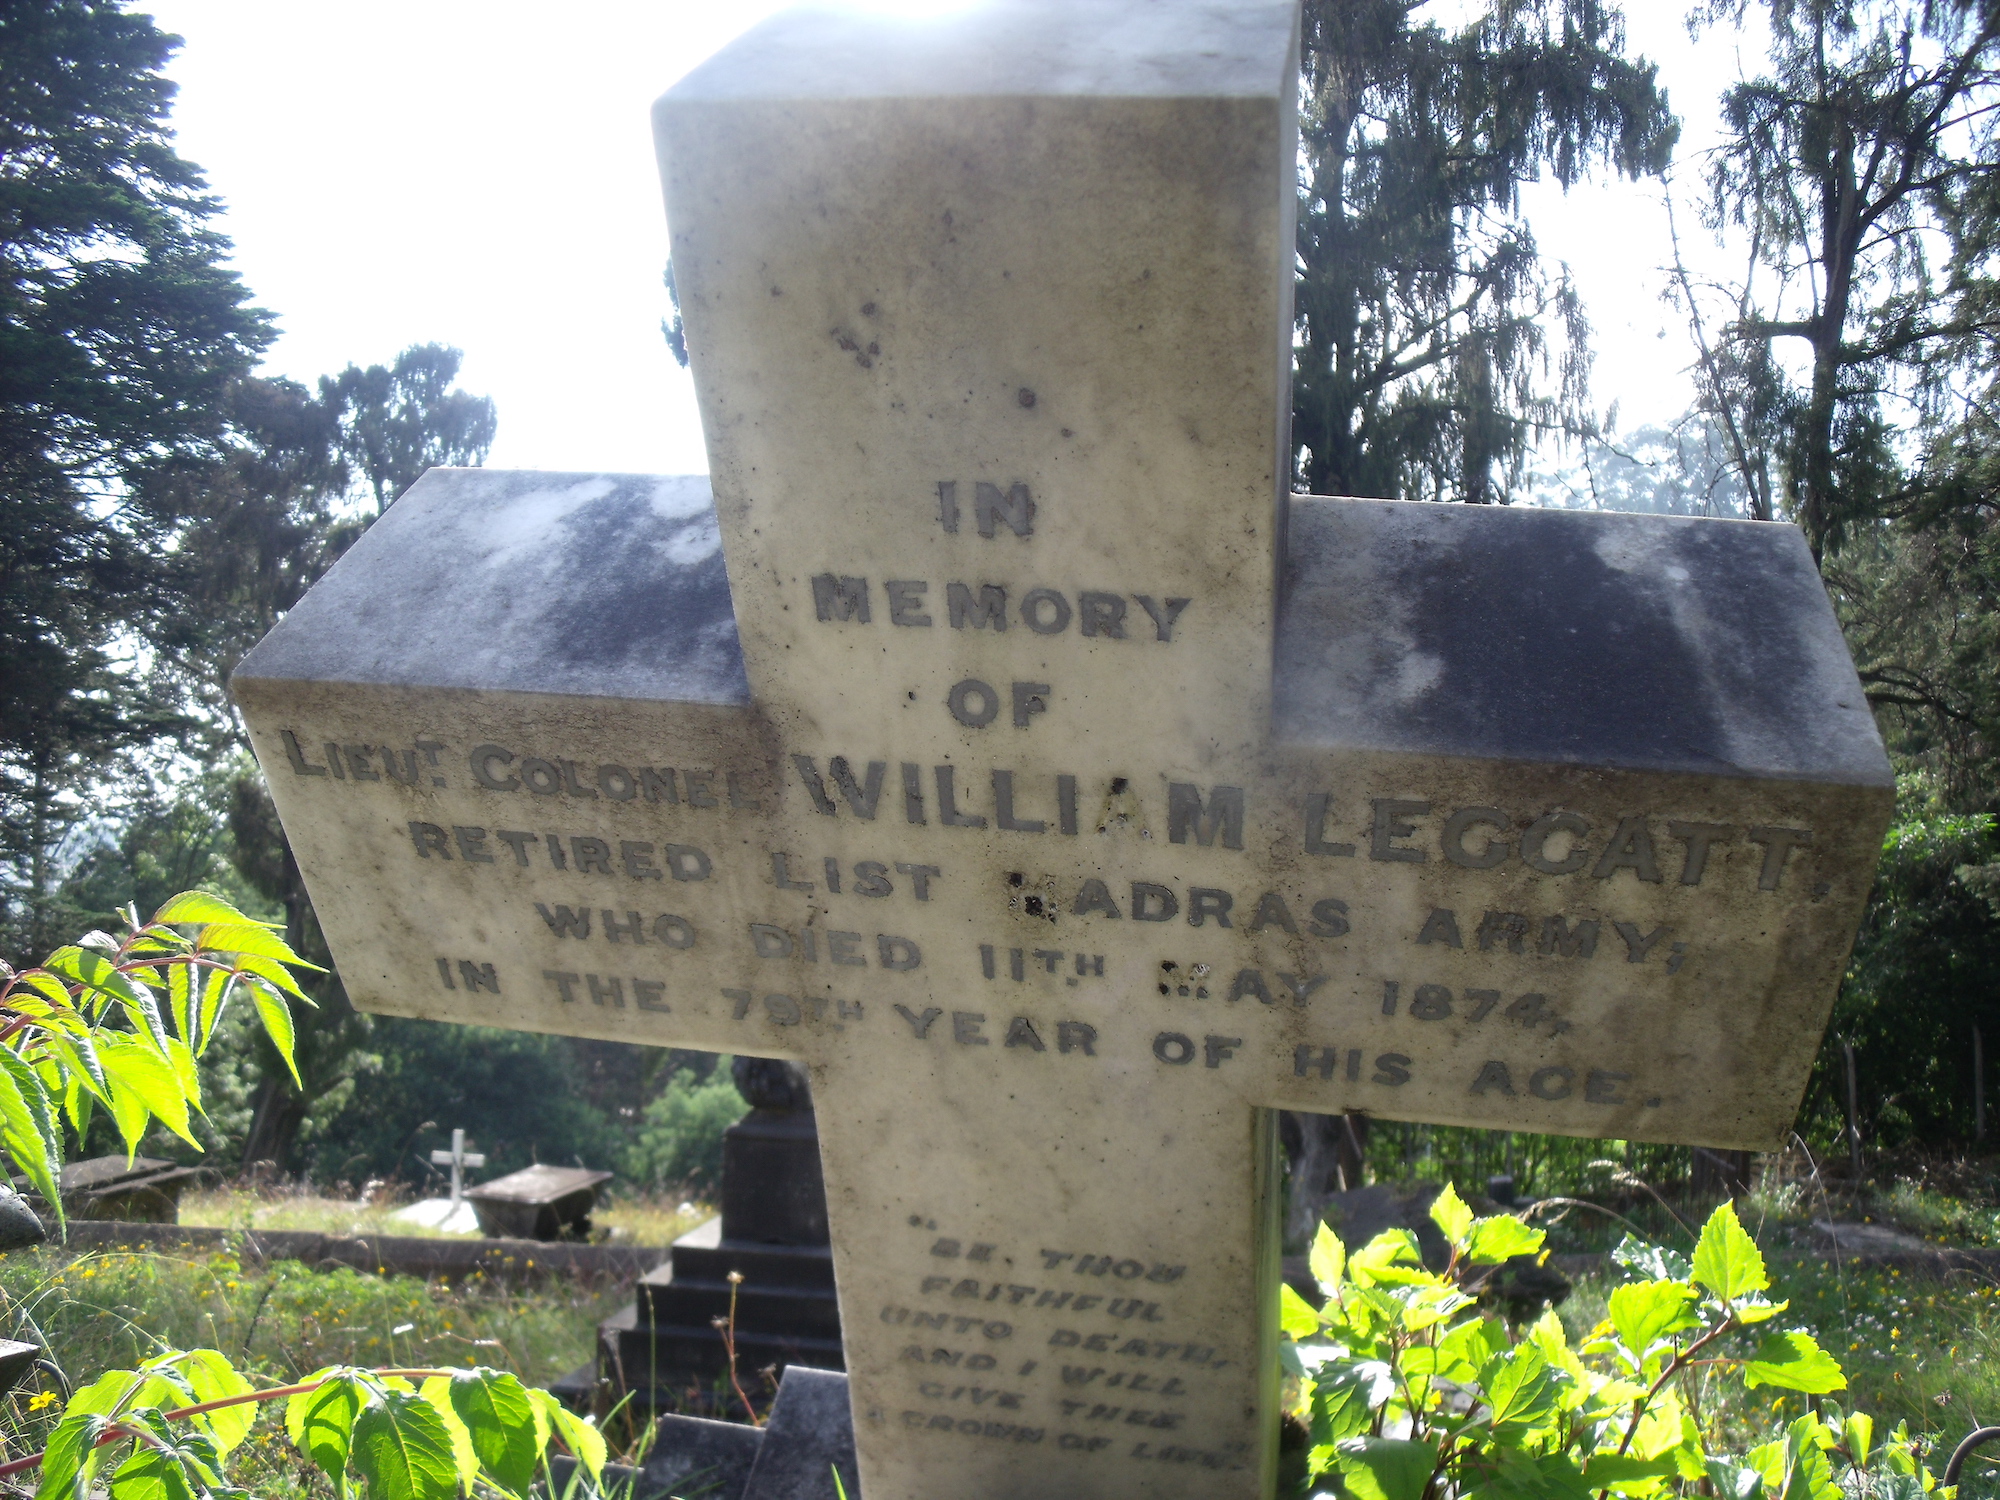 IN
MEMORY
OF
LIEUT. COLONEL WILLIAM LEGGATT.
RETIRED LIST MADRAS ARMY,
WHO DIED 11TH MAY 1874,
IN THE 79TH YEAR OF HIS AGE.
"BE THOU
FAITHFUL
UNTO DEATH,
AND I WILL
GIVE THEE
A CROWN OF LIFE."